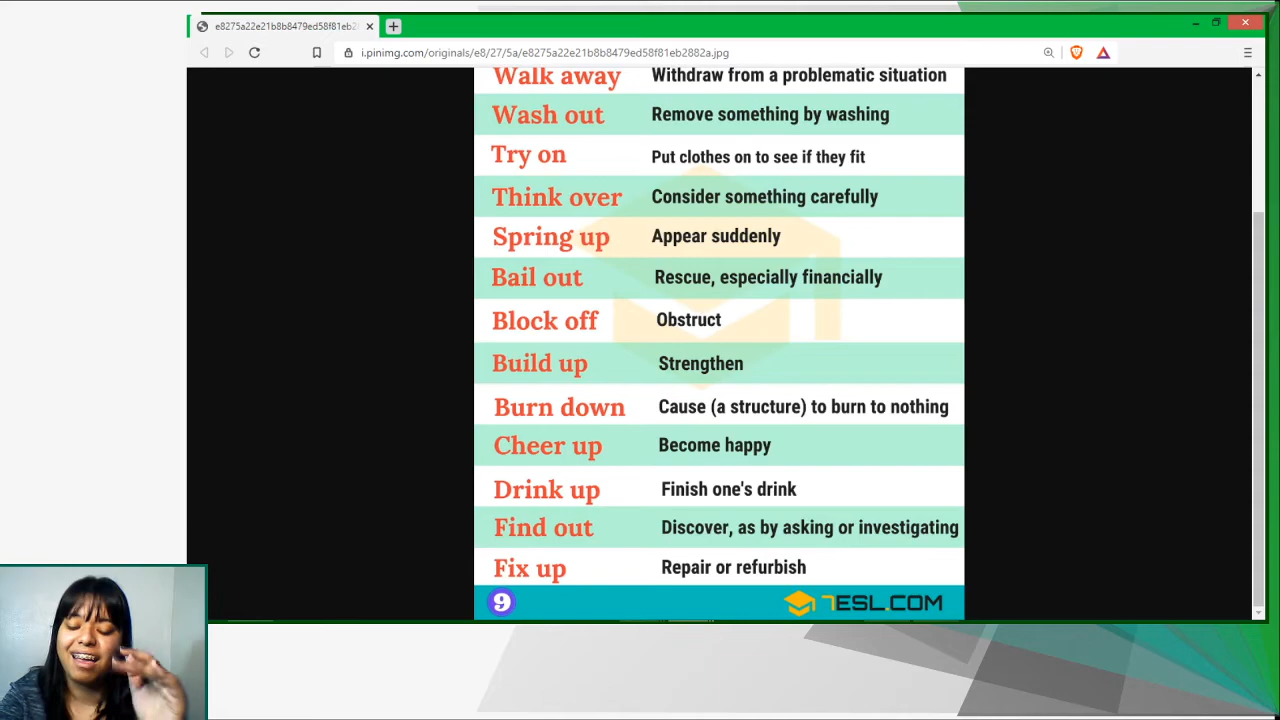 e8275a22e21b8b8479ed58f81eb2
i.pinimg.com/originals/e8/27/5a/e8275a22e21b8b8479ed58f81eb2882a.jpg
Walk away Withdraw from a problematic situation
Wash out Remove something by washing
Try on Put clothes on to see if they fit
Think over Consider something carefully
Spring up Appear suddenly
Bail out Rescue, especially financially
Block off Obstruct
Build up Strengthen
Burn down Cause (a structure) to burn to nothing
Cheer up Become happy
Drink up Finish one's drink
Find out Discover, as by asking or investigating
Fix up Repair or refurbish
9 7ESL.COM